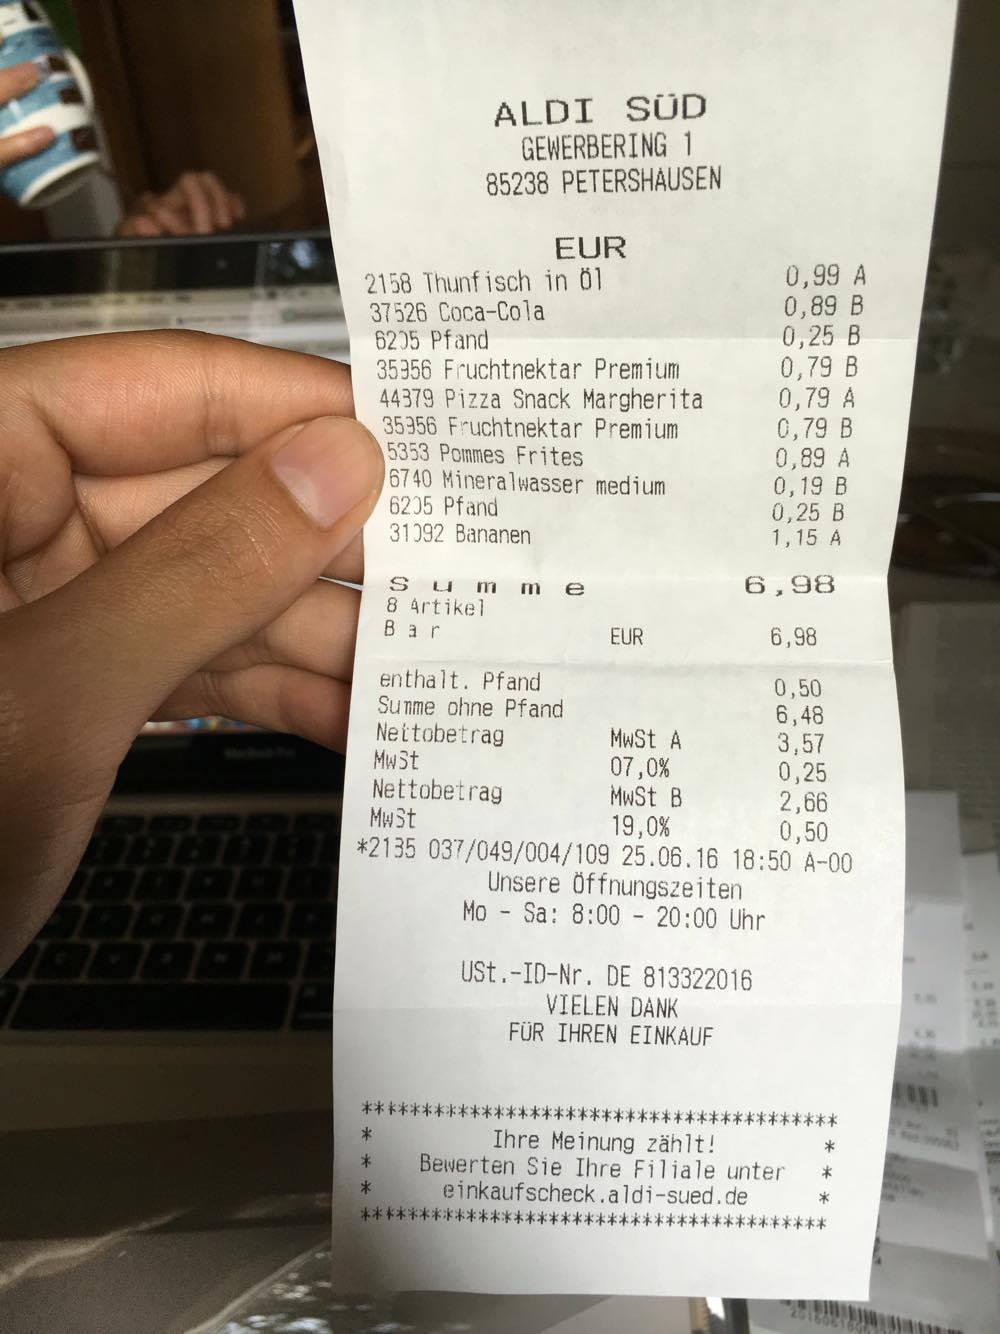 ALDI SÜD
GEWERBERING 1
85238 PETERSHAUSEN
EUR
2158 Thunfisch in Öl 0,99 A
37526 Coca-Cola 0,89 B
6205 Pfand 0,25 B
35356 Fruchtnektar Premium 0,79 B
44379 Pizza Snack Margherita 0,79 A
35356 Fruchtnektar Premium 0,79 B
5353 Pommes Frites 0,89 A
6740 Mineralwasser medium 0,19 B
6205 Pfand 0,25 B
31092 Bananen 1,15 A
Summe 6,98
8 Artikel
Bar EUR 6,98
enthalt. Pfand 0,50
Summe ohne Pfand 6,48
Nettobetrag MwSt A 3,57
MwSt 07,0% 0,25
Nettobetrag MwSt B 2,66
MwSt 19,0% 0,50
*2135 037/049/004/109 25.06.16 18:50 A-00
Unsere Öffnungszeiten
Mo - Sa: 8:00 - 20:00 Uhr
USt.-ID-Nr. DE 813322016
VIELEN DANK
FÜR IHREN EINKAUF
***************************************
* Ihre Meinung zählt! *
* Bewerten Sie Ihre Filiale unter *
* einkaufscheck.aldi-sued.de *
***************************************
MacBook Pro